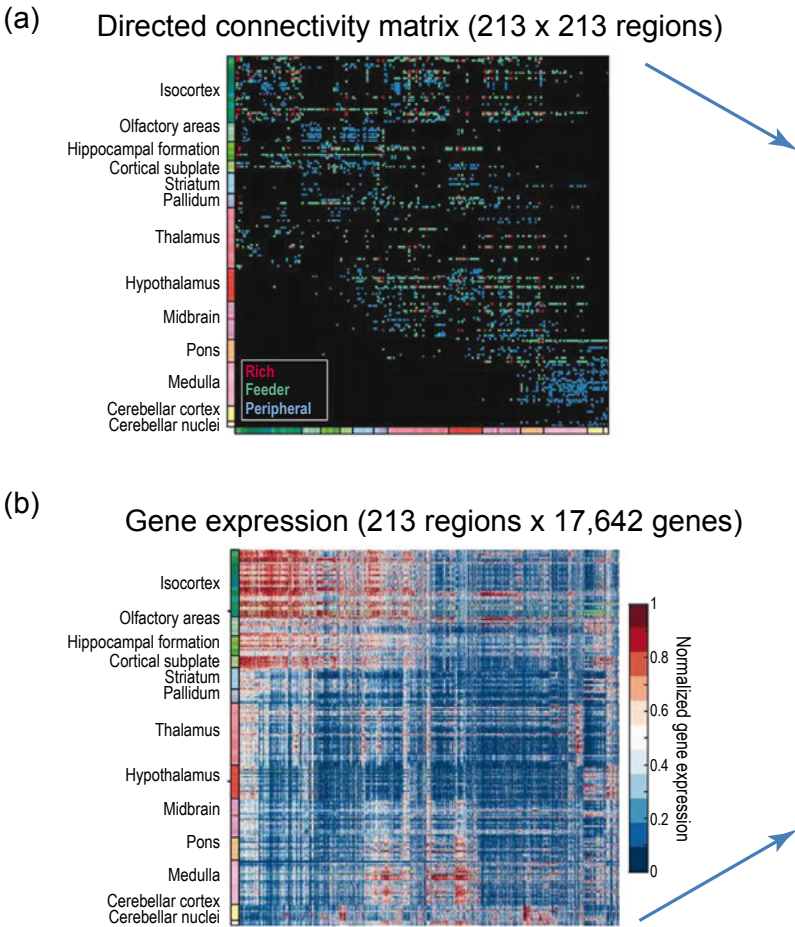 (a)
Directed connectivity matrix (213 x 213 regions)
Isocortex
Olfactory areas
Hippocampal formation
Cortical subplate
Striatum
Pallidum
Thalamus
Hypothalamus
Midbrain
Pons
Medulla
Cerebellar cortex
Cerebellar nuclei
Rich
Feeder
Peripheral
(b)
Gene expression (213 regions x 17,642 genes)
Isocortex
Olfactory areas
Hippocampal formation
Cortical subplate
Striatum
Pallidum
Thalamus
Hypothalamus
Midbrain
Pons
Medulla
Cerebellar cortex
Cerebellar nuclei
1
0.8
0.6
0.4
0.2
0
Normalized gene expression